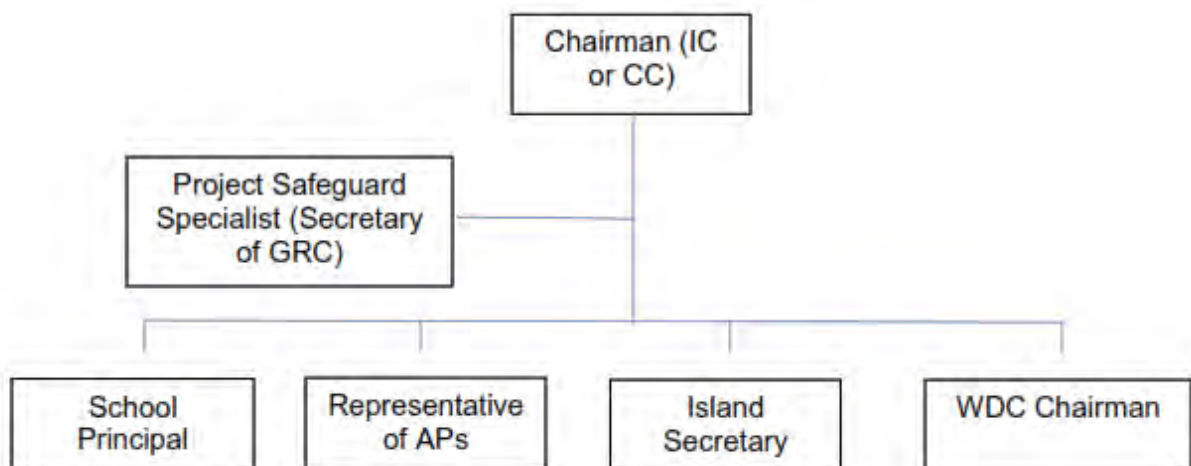 Chairman (IC
or CC)
Project Safeguard
Specialist (Secretary
of GRC)
School
Principal
Representative
of APs
Island
Secretary
WDC Chairman